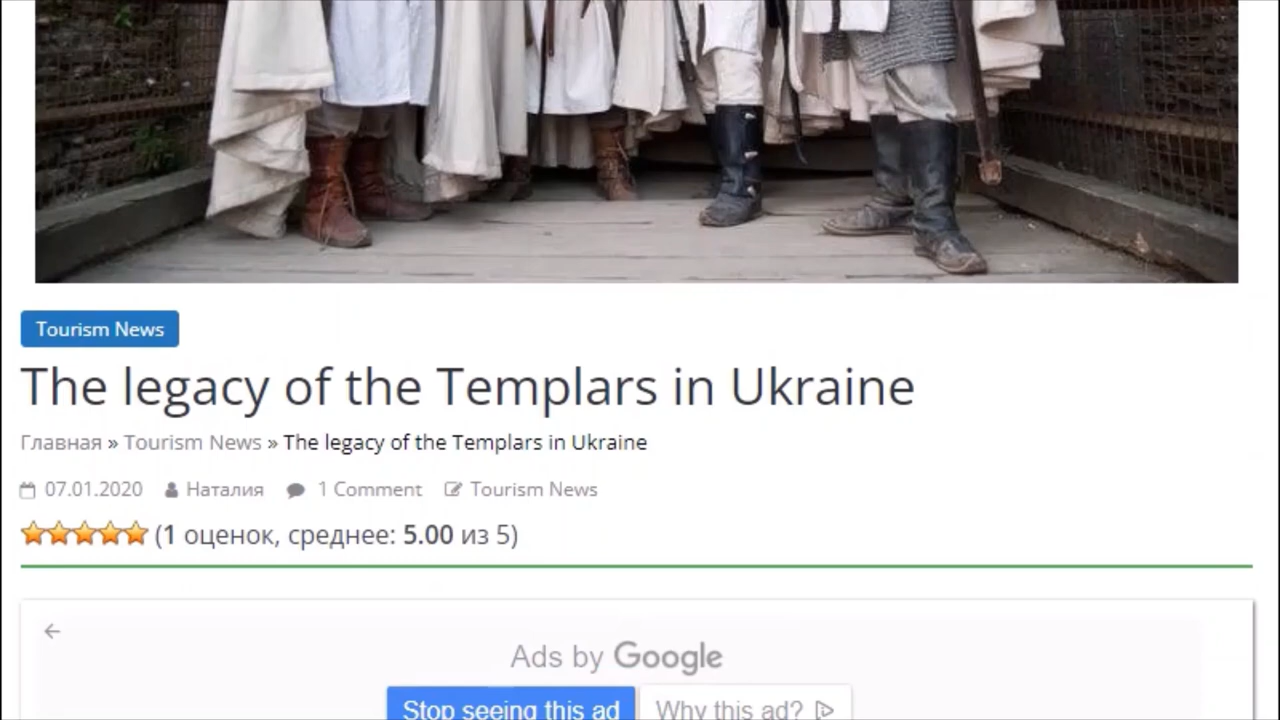 Tourism News
The legacy of the Templars in Ukraine
Главная » Tourism News » The legacy of the Templars in Ukraine
07.01.2020 Наталия 1 Comment Tourism News
(1 оценок, среднее: 5.00 из 5)
Ads by Google
Stop seeing this ad Why this ad?